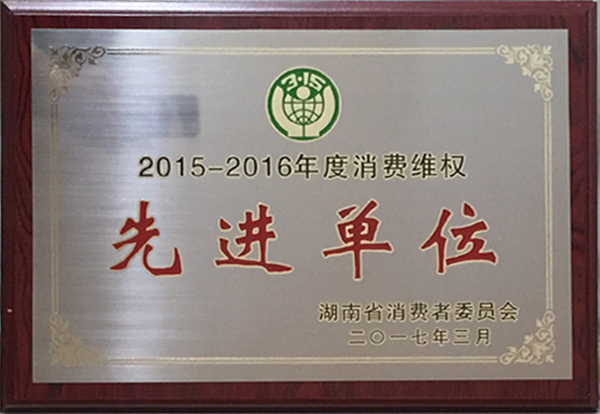 3·15
2015-2016年度消费维权
先进单位
湖南省消费者委员会
二〇一七年三月